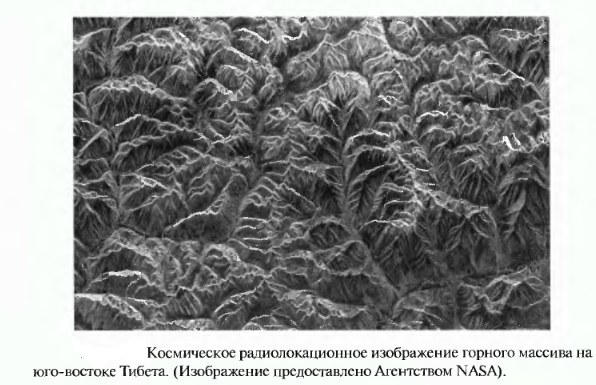 Космическое радиолокационное изображение горного массива на
юго-востоке Тибета. (Изображение предоставлено Агентством NASA).